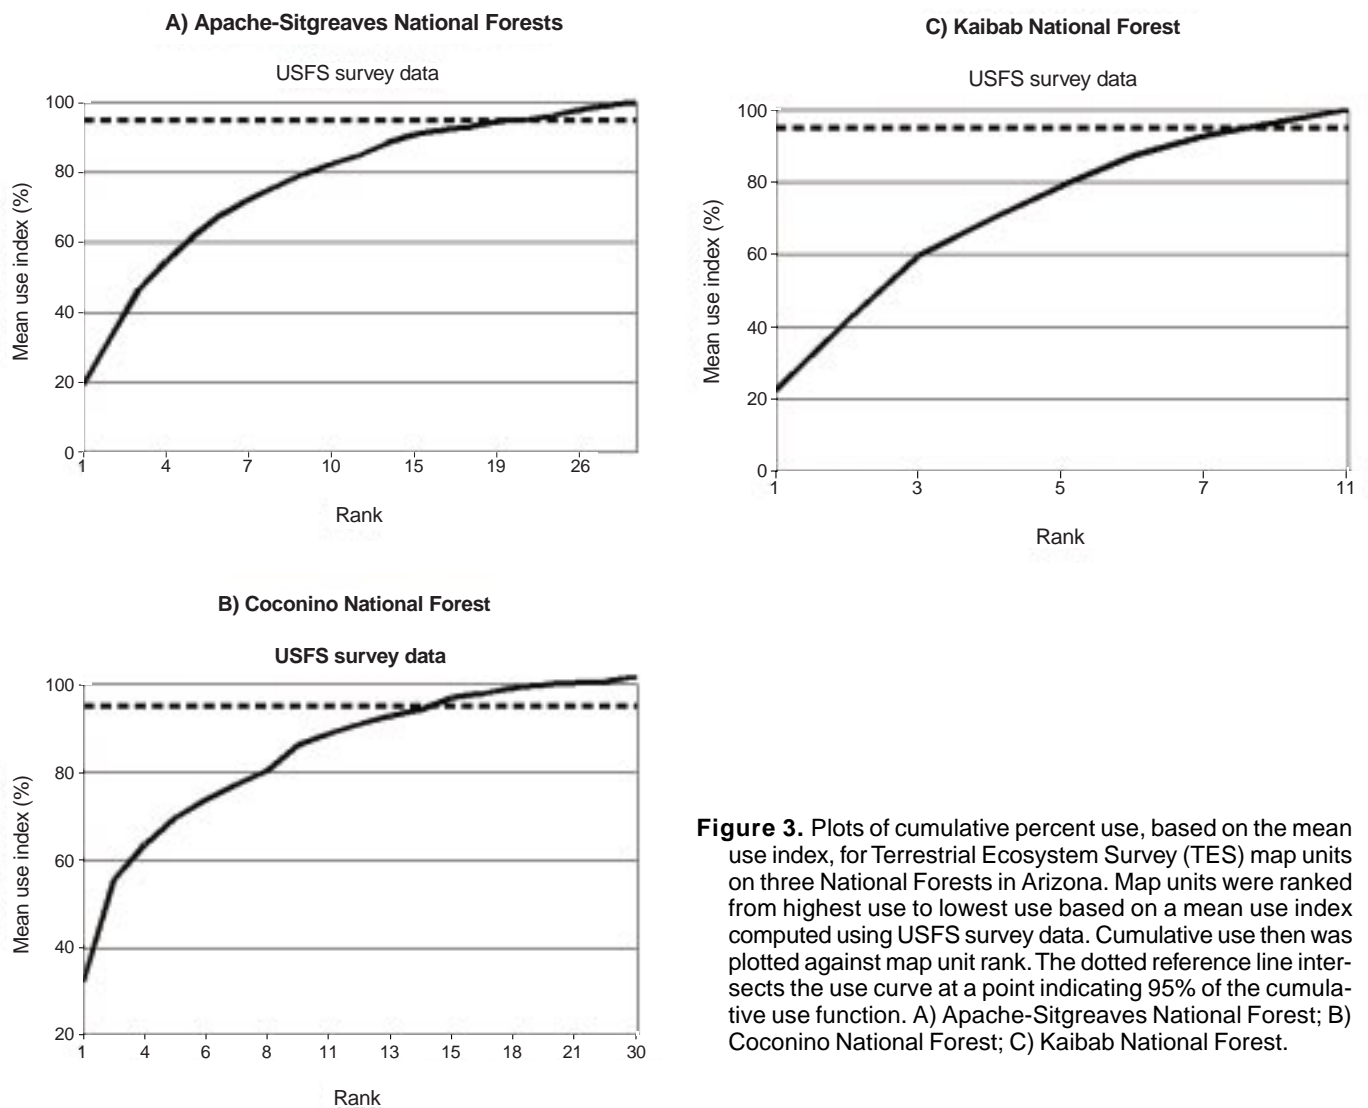 A) Apache-Sitgreaves National Forests
USFS survey data
Mean use index (%)
100
80
60
40
20
0
1 4 7 10 15 19 26
Rank
C) Kaibab National Forest
USFS survey data
Mean use index (%)
100
80
60
40
20
0
1 3 5 7 11
Rank
B) Coconino National Forest
USFS survey data
Mean use index (%)
100
80
60
40
20
1 4 6 8 11 13 15 18 21 30
Rank
Figure 3. Plots of cumulative percent use, based on the mean
use index, for Terrestrial Ecosystem Survey (TES) map units
on three National Forests in Arizona. Map units were ranked
from highest use to lowest use based on a mean use index
computed using USFS survey data. Cumulative use then was
plotted against map unit rank. The dotted reference line inter-
sects the use curve at a point indicating 95% of the cumula-
tive use function. A) Apache-Sitgreaves National Forest; B)
Coconino National Forest; C) Kaibab National Forest.